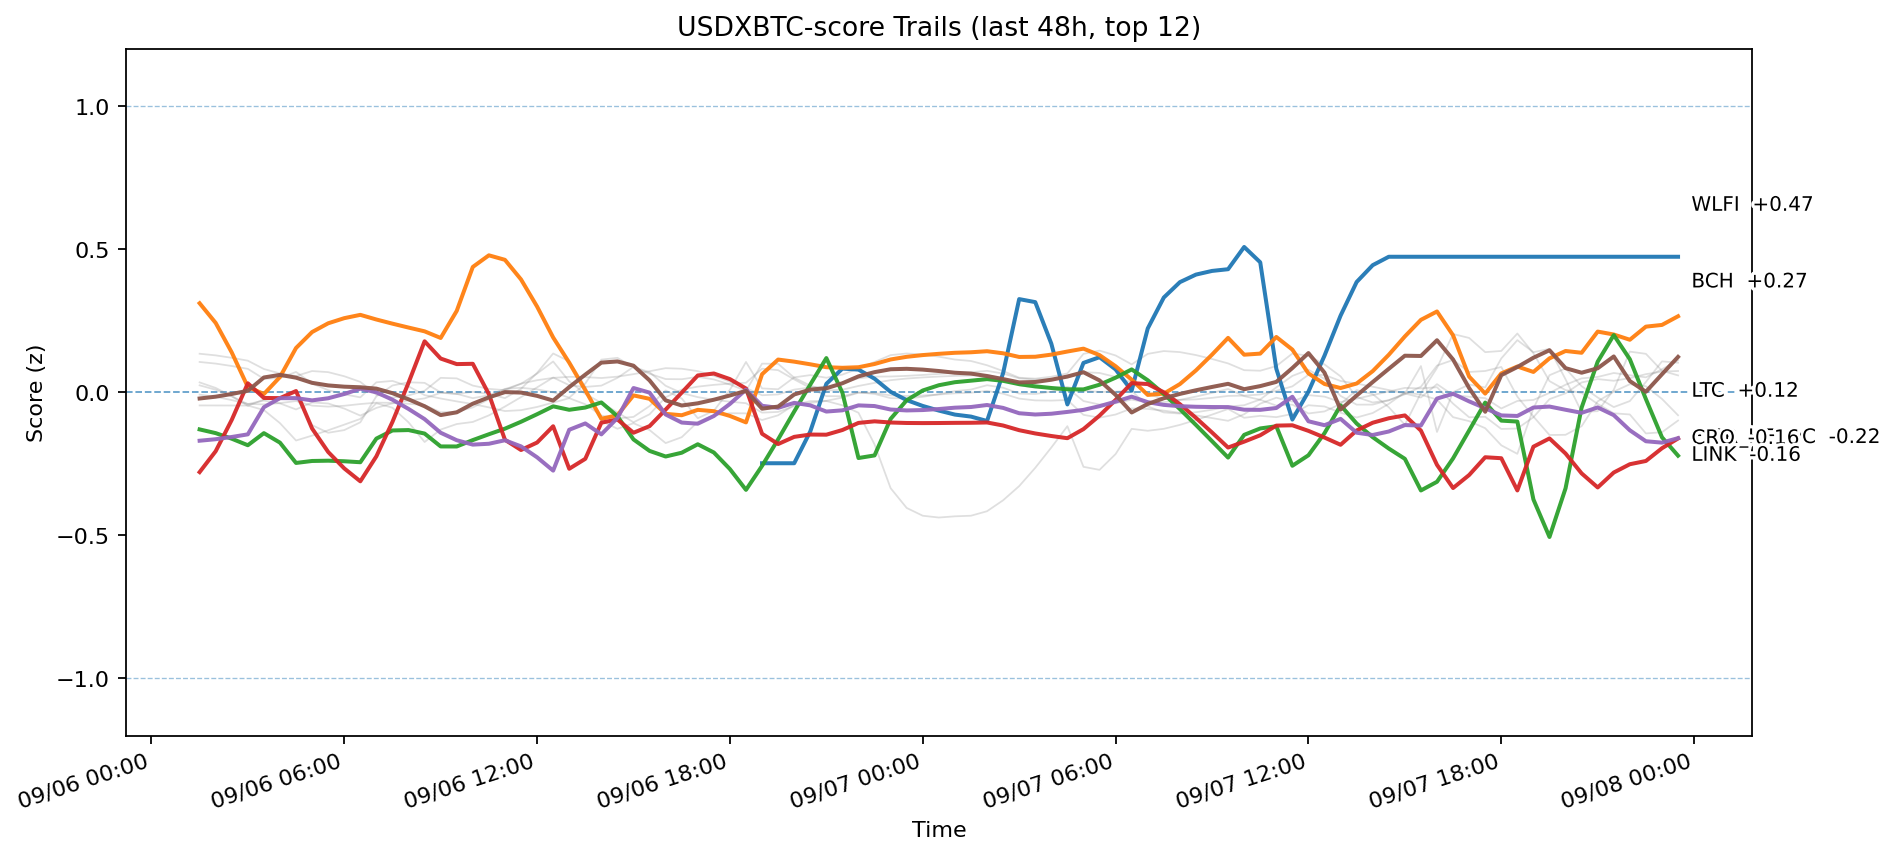 USDXBTC-score Trails (last 48h, top 12)
Score (z)
1.0
0.5
0.0
−0.5
−1.0
WLFI +0.47
BCH +0.27
LTC +0.12
CRO -0.16
-0.22
LINK -0.16
09/06 00:00
09/06 06:00
09/06 12:00
09/06 18:00
09/07 00:00
09/07 06:00
09/07 12:00
09/07 18:00
09/08 00:00
Time